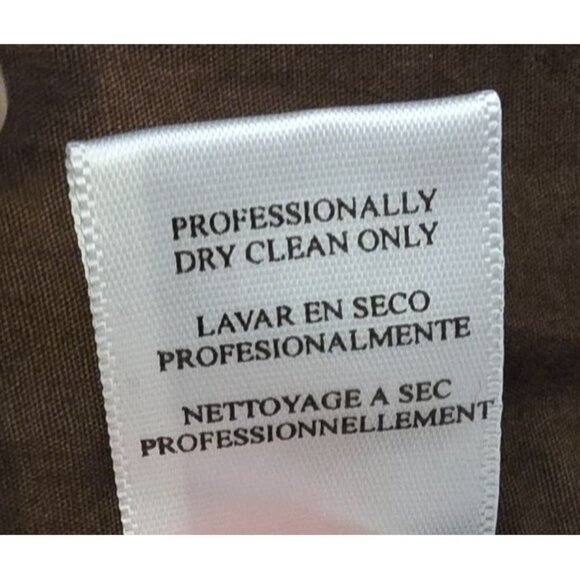 PROFESSIONALLY
DRY CLEAN ONLY
LAVAR EN SECO
PROFESIONALMENTE
NETTOYAGE A SEC
PROFESSIONNELLEMENT